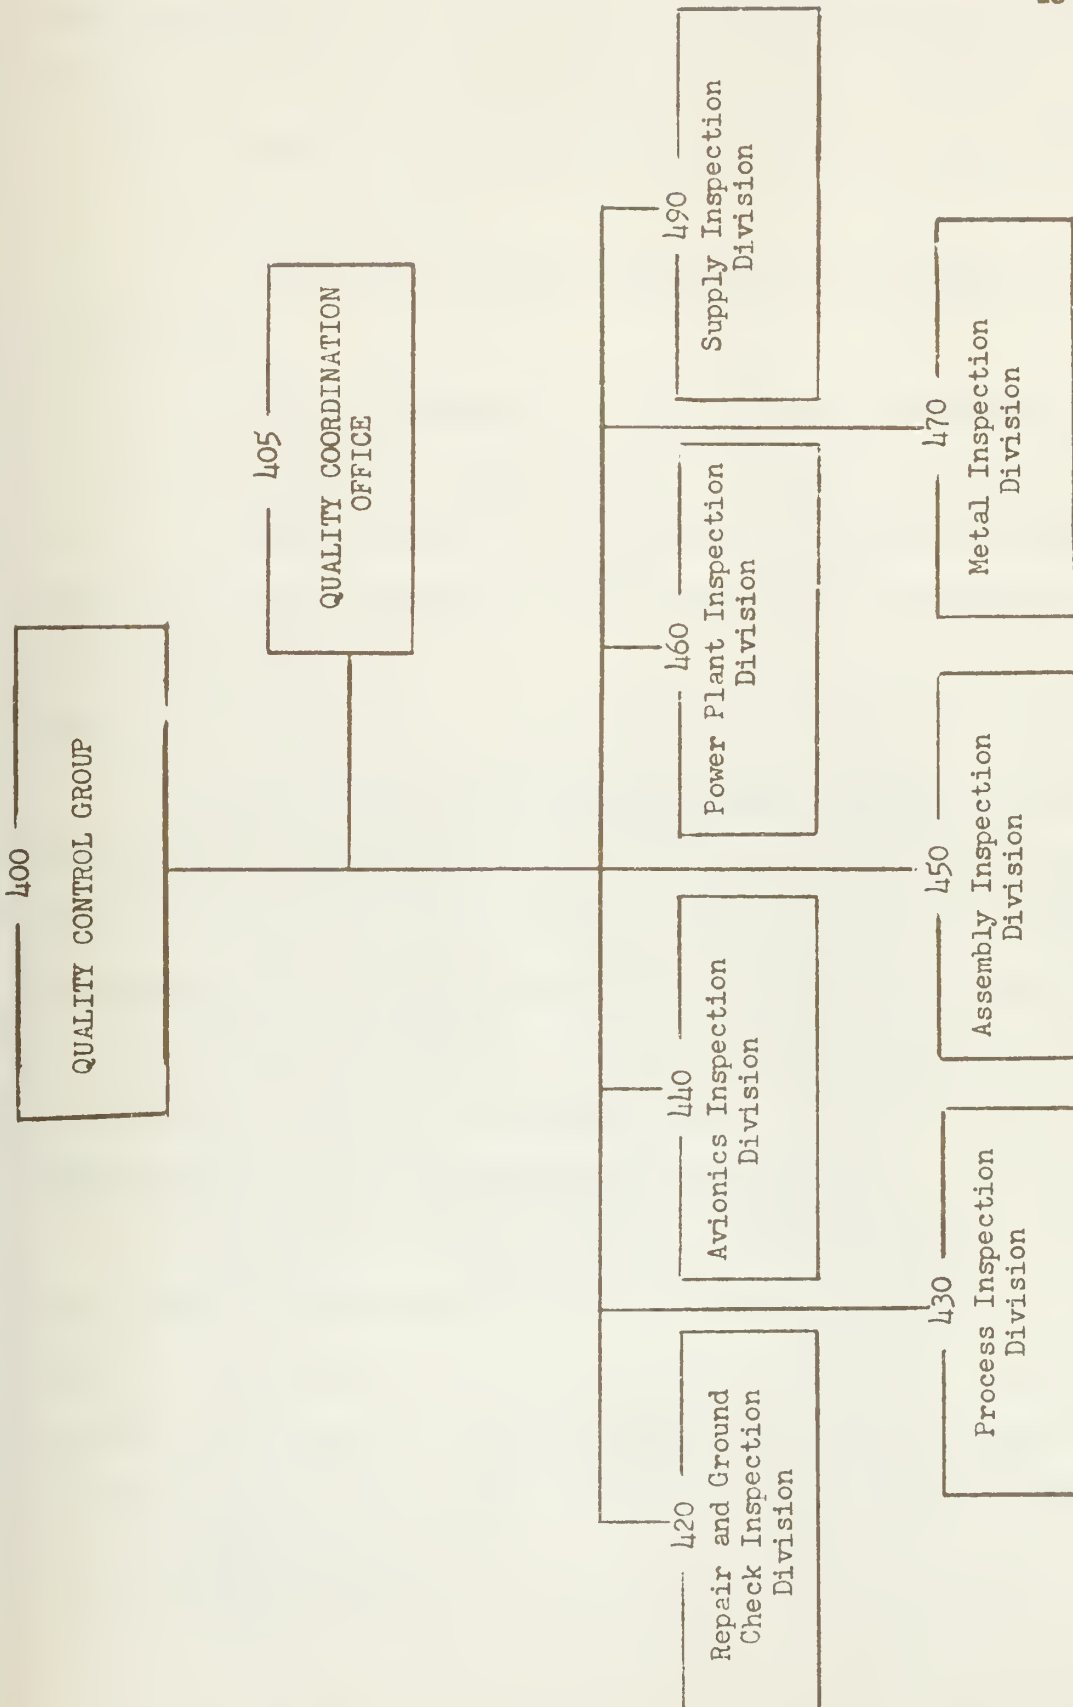 400
QUALITY CONTROL GROUP
405
QUALITY COORDINATION
OFFICE
420
Repair and Ground
Check Inspection
Division
440
Avionics Inspection
Division
460
Power Plant Inspection
Division
490
Supply Inspection
Division
430
Process Inspection
Division
450
Assembly Inspection
Division
470
Metal Inspection
Division